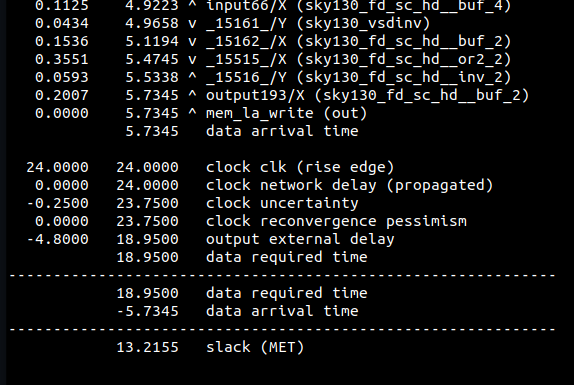 0.1125 4.9223 ^ input66/X (sky130_fd_sc_hd__buf_4)
0.0434 4.9658 v _15161_/Y (sky130_vsdinv)
0.1536 5.1194 v _15162_/X (sky130_fd_sc_hd__buf_2)
0.3551 5.4745 v _15515_/X (sky130_fd_sc_hd__or2_2)
0.0593 5.5338 ^ _15516_/Y (sky130_fd_sc_hd__inv_2)
0.2007 5.7345 ^ output193/X (sky130_fd_sc_hd__buf_2)
0.0000 5.7345 ^ mem_la_write (out)
5.7345 data arrival time
24.0000 24.0000 clock clk (rise edge)
0.0000 24.0000 clock network delay (propagated)
-0.2500 23.7500 clock uncertainty
0.0000 23.7500 clock reconvergence pessimism
-4.8000 18.9500 output external delay
18.9500 data required time
-------------------------------------------------------------
18.9500 data required time
-5.7345 data arrival time
-------------------------------------------------------------
13.2155 slack (MET)